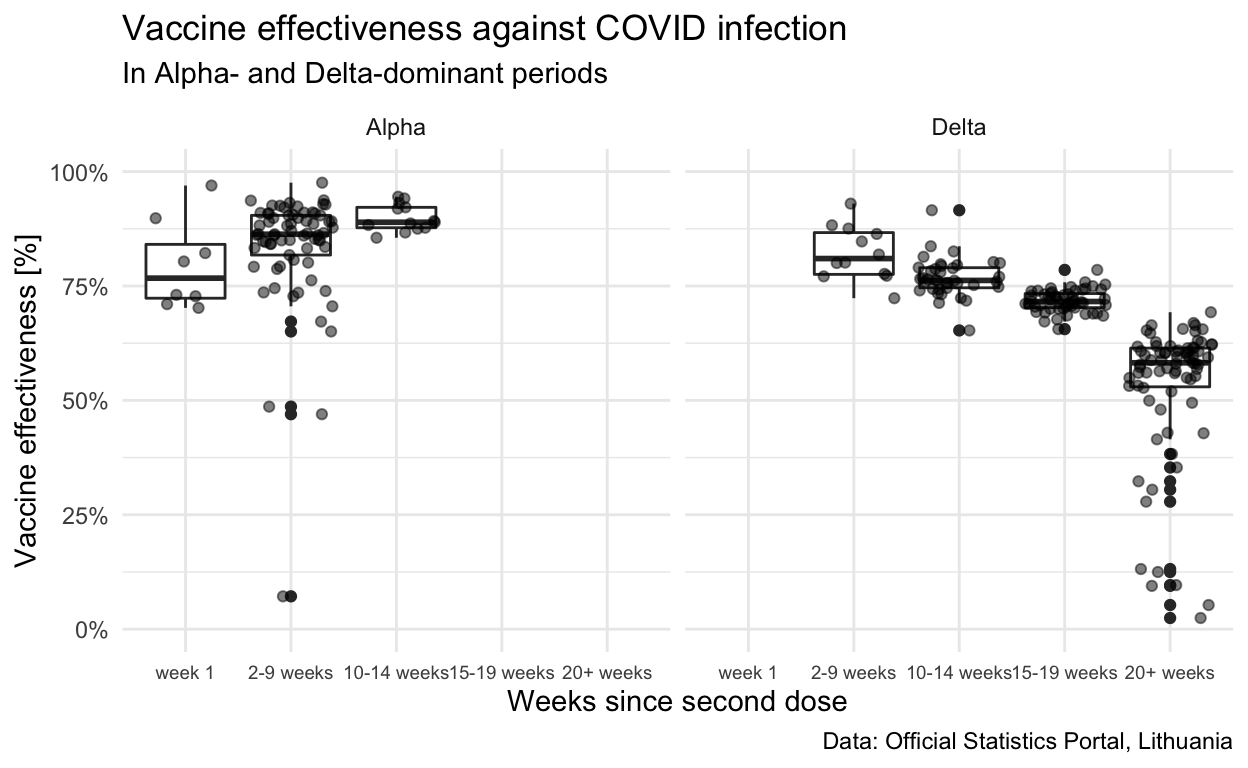 Vaccine effectiveness against COVID infection
In Alpha- and Delta-dominant periods
Alpha
Delta
Vaccine effectiveness [%]
100%
75%
50%
25%
0%
week 1 2-9 weeks 10-14 weeks 15-19 weeks 20+ weeks
week 1 2-9 weeks 10-14 weeks 15-19 weeks 20+ weeks
Weeks since second dose
Data: Official Statistics Portal, Lithuania